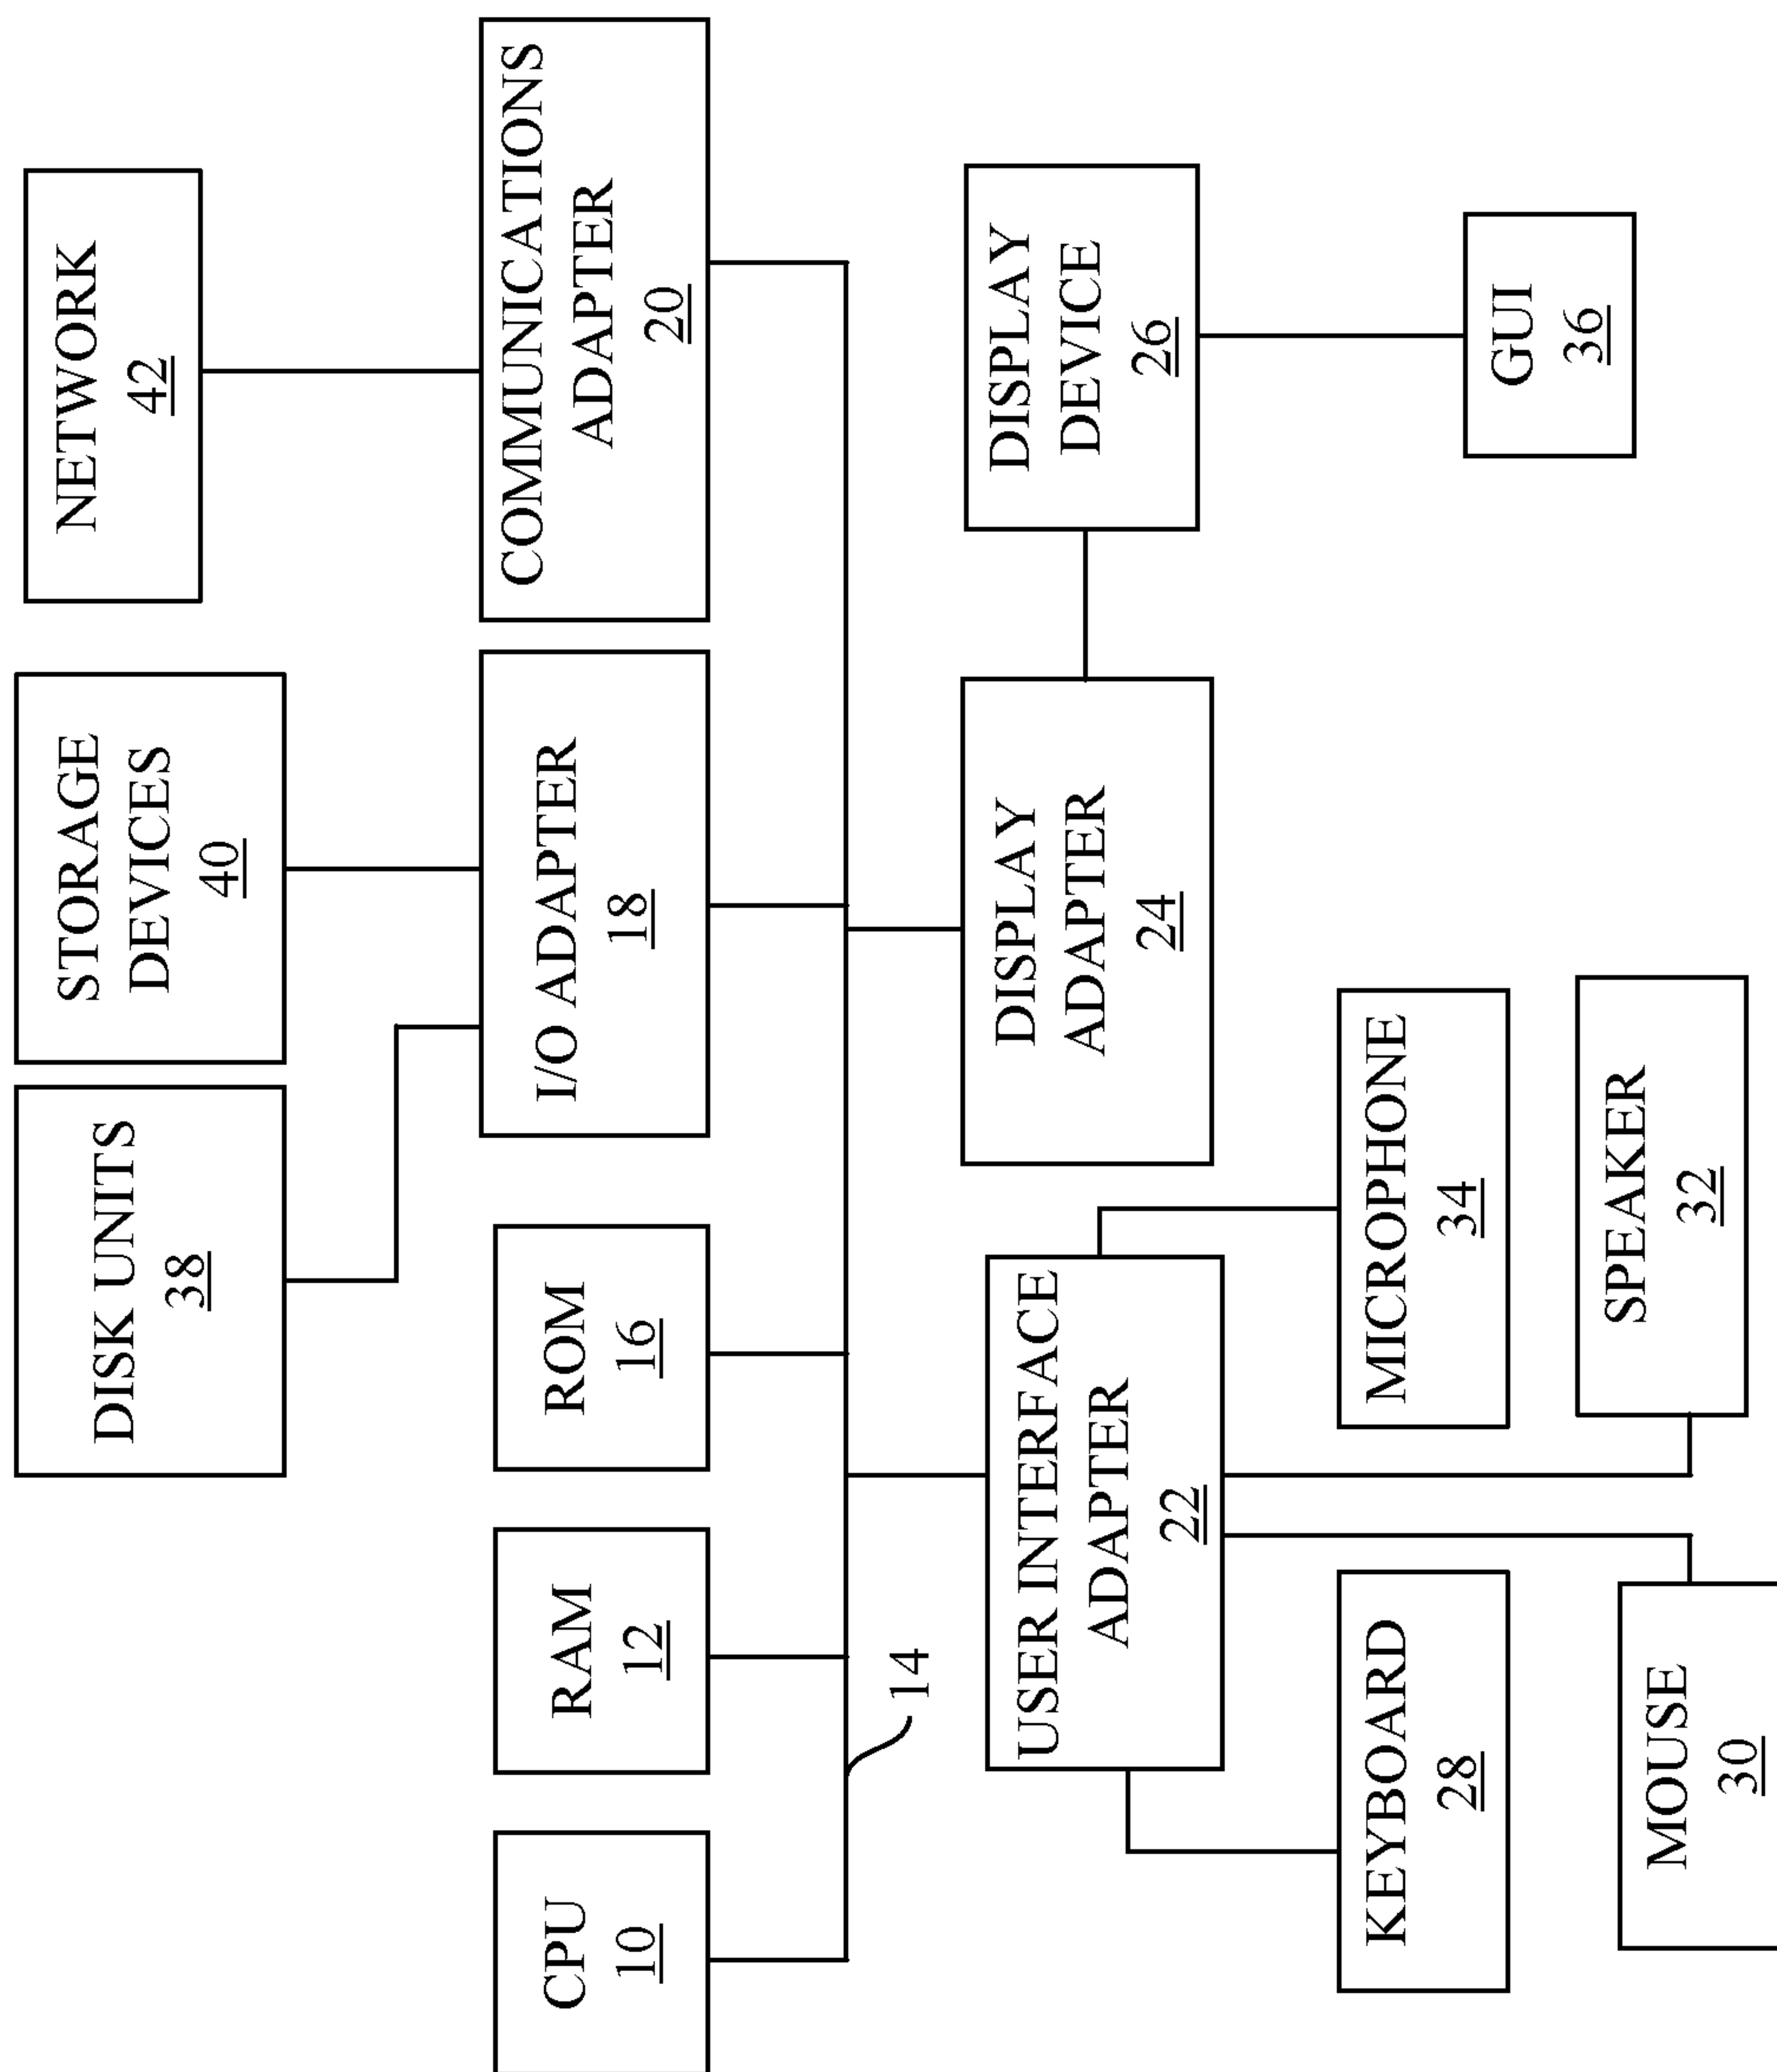 DISK UNITS
38
STORAGE
DEVICES
40
NETWORK
42
CPU
10
RAM
12
ROM
16
I/O ADAPTER
18
COMMUNICATIONS
ADAPTER
20
14
USER INTERFACE
ADAPTER
22
DISPLAY
ADAPTER
24
DISPLAY
DEVICE
26
KEYBOARD
28
MICROPHONE
34
GUI
36
MOUSE
30
SPEAKER
32